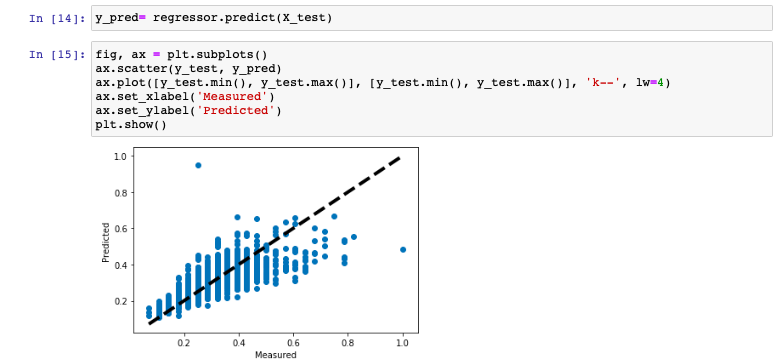 In [14]: y_pred= regressor.predict(X_test)
In [15]: fig, ax = plt.subplots()
ax.scatter(y_test, y_pred)
ax.plot([y_test.min(), y_test.max()], [y_test.min(), y_test.max()], 'k--', lw=4)
ax.set_xlabel('Measured')
ax.set_ylabel('Predicted')
plt.show()
1.0
0.8
0.6
0.4
0.2
Predicted
0.2 0.4 0.6 0.8 1.0
Measured